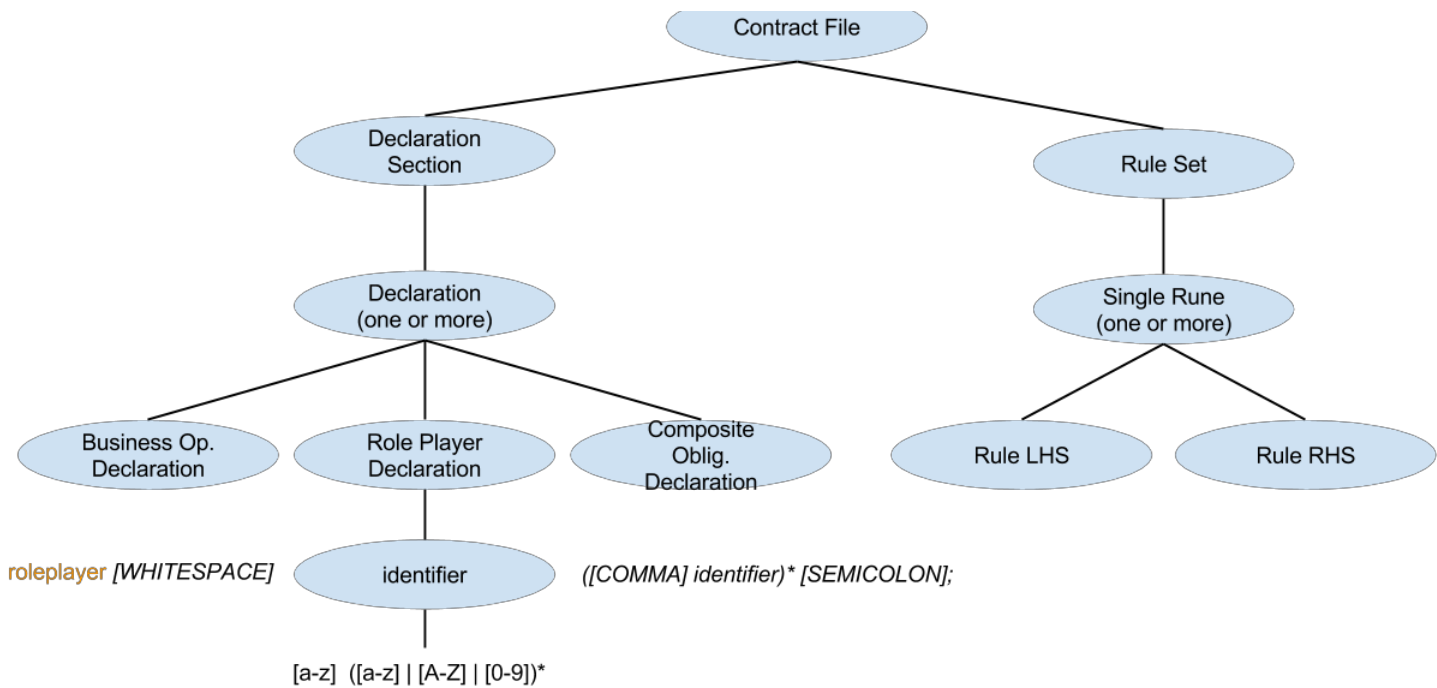 Contract File
Declaration
Section
Rule Set
Declaration
(one or more)
Single Rune
(one or more)
Business Op.
Declaration
Role Player
Declaration
Composite
Oblig.
Declaration
Rule LHS
Rule RHS
roleplayer [WHITESPACE]
identifier
([COMMA] identifier)* [SEMICOLON];
[a-z] ([a-z] | [A-Z] | [0-9])*